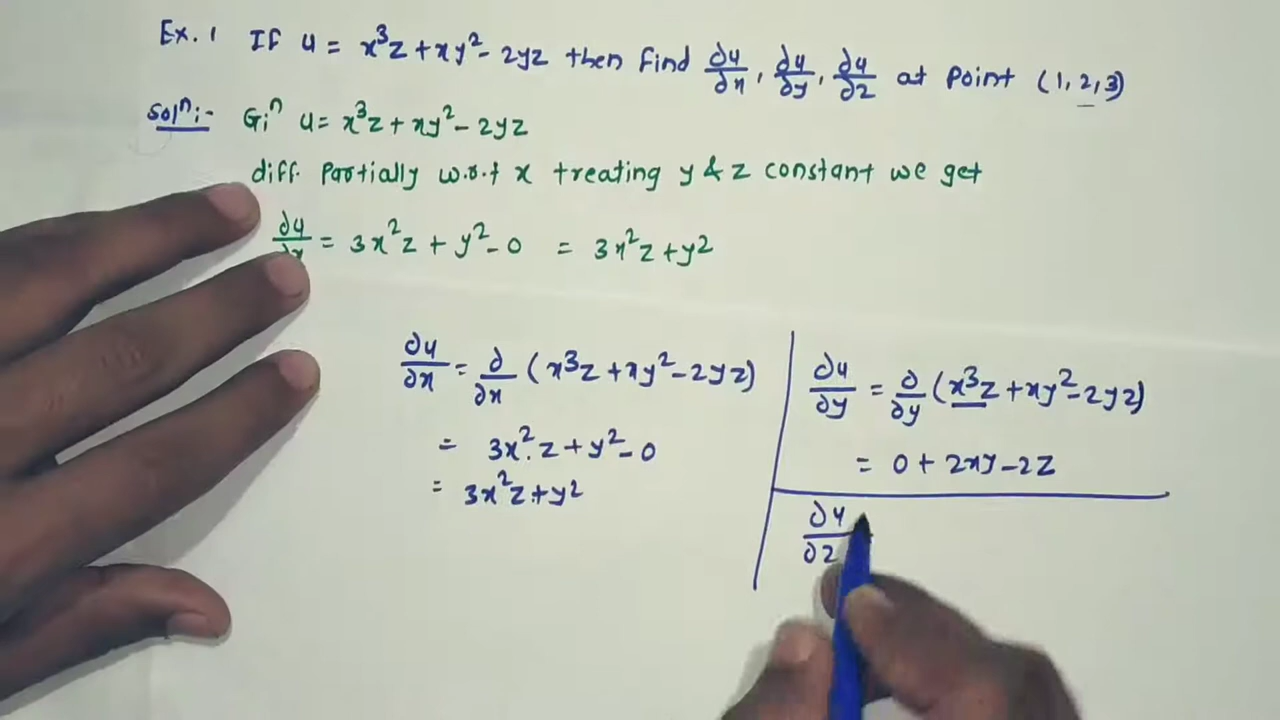 Ex. 1 If u = x³z + xy² - 2yz then find ∂u/∂x, ∂u/∂y, ∂u/∂z at point (1, 2, 3)
Solⁿ:- Giⁿ u = x³z + xy² - 2yz
diff. partially w.r.t x treating y & z constant we get
∂u/∂x = 3x²z + y² - 0 = 3x²z + y²
∂u/∂x = ∂/∂x (x³z + xy² - 2yz)
= 3x².z + y² - 0
= 3x²z + y²
∂u/∂y = ∂/∂y (x³z + xy² - 2yz)
= 0 + 2xy - 2z
∂u/∂z